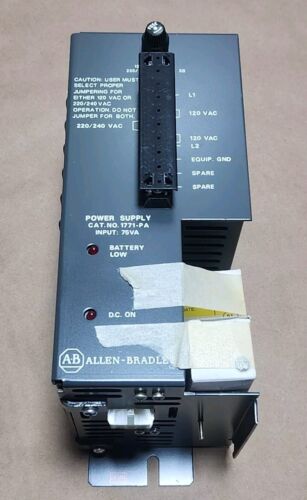 CAUTION: USER MUST
SELECT PROPER
JUMPERING FOR
EITHER 120 VAC OR
220/240 VAC
OPERATION. DO NOT
JUMPER FOR BOTH.
220/240 VAC
L1
120 VAC
120 VAC
L2
EQUIP. GND
SPARE
SPARE
POWER SUPPLY
CAT. NO. 1771-PA
INPUT: 75VA
BATTERY
LOW
D.C. ON
A-B ALLEN-BRADLEY